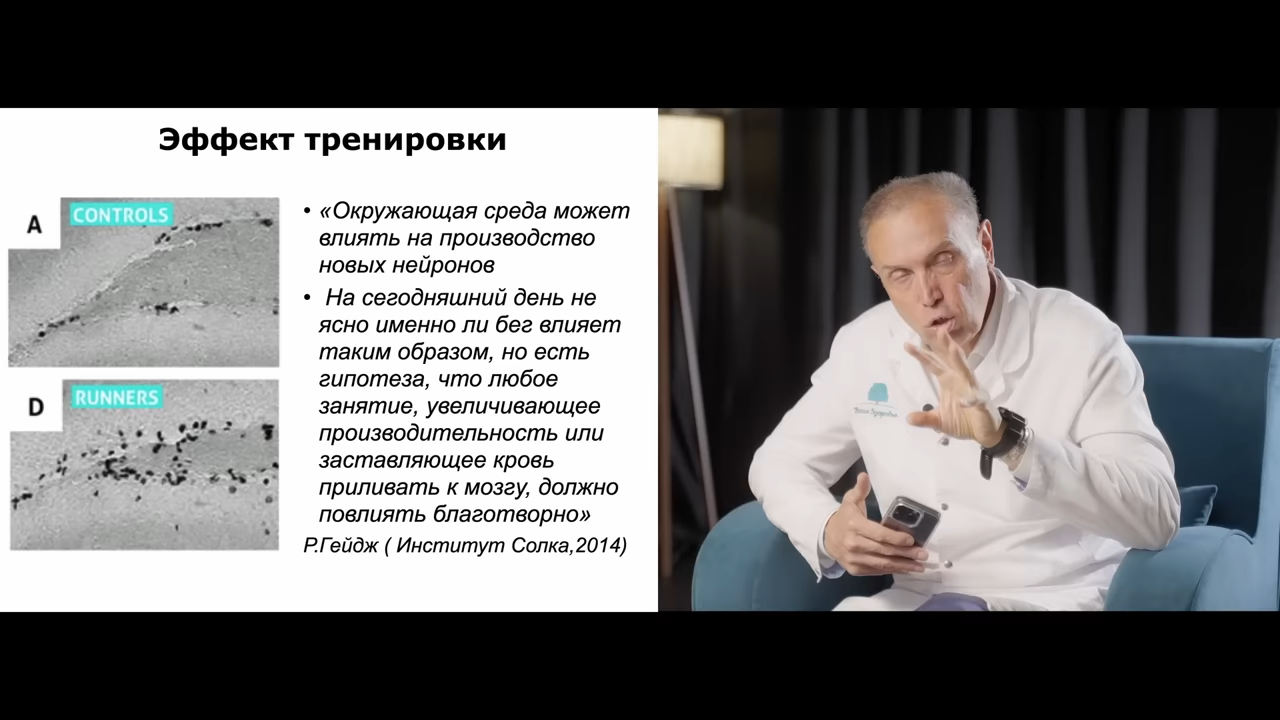 Эффект тренировки
A
CONTROLS
D
RUNNERS
• «Окружающая среда может
влиять на производство
новых нейронов
• На сегодняшний день не
ясно именно ли бег влияет
таким образом, но есть
гипотеза, что любое
занятие, увеличивающее
производительность или
заставляющее кровь
приливать к мозгу, должно
повлиять благотворно»
Р.Гейдж ( Институт Солка,2014)